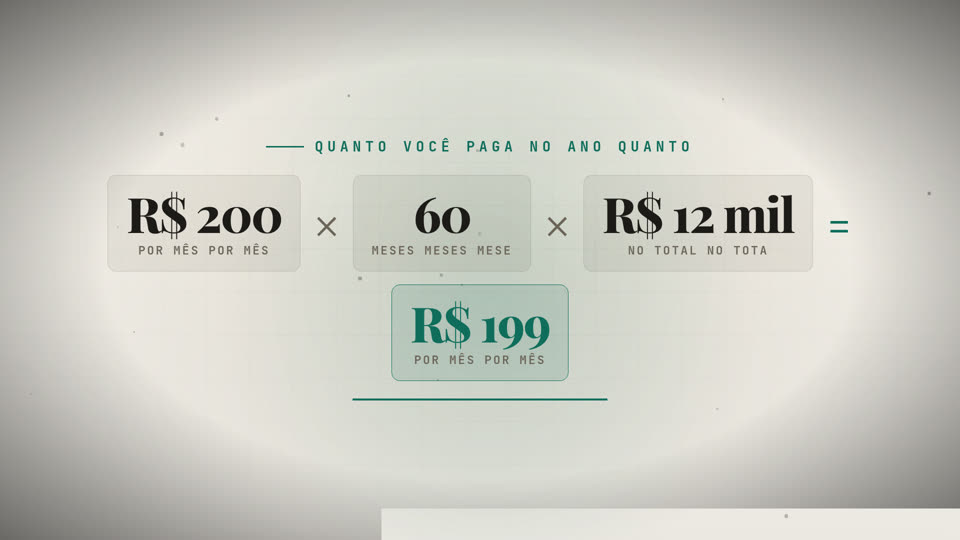 QUANTO VOCÊ PAGA NO ANO QUANTO
R$ 200 × 60 × R$ 12 mil =
POR MÊS POR MÊS MESES MESES MESE NO TOTAL NO TOTA
R$ 199
POR MÊS POR MÊS